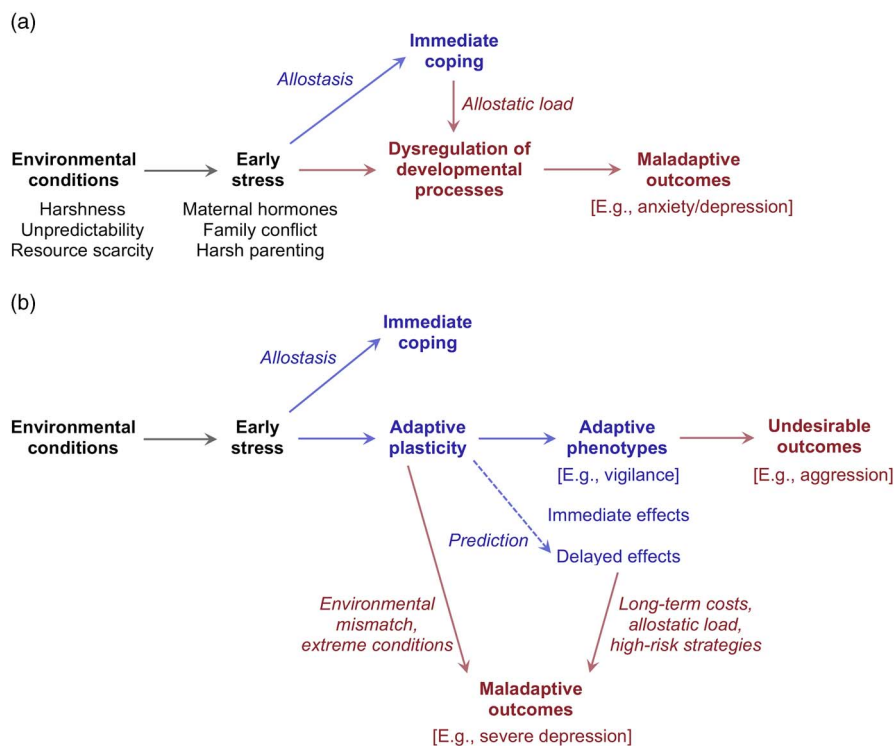 (a)
Immediate
coping
Allostasis
Allostatic load
Environmental
conditions
Harshness
Unpredictability
Resource scarcity
Early
stress
Maternal hormones
Family conflict
Harsh parenting
Dysregulation of
developmental
processes
Maladaptive
outcomes
[E.g., anxiety/depression]
(b)
Immediate
coping
Allostasis
Environmental
conditions
Early
stress
Adaptive
plasticity
Adaptive
phenotypes
[E.g., vigilance]
Undesirable
outcomes
[E.g., aggression]
Immediate effects
Prediction
Delayed effects
Environmental
mismatch,
extreme conditions
Long-term costs,
allostatic load,
high-risk strategies
Maladaptive
outcomes
[E.g., severe depression]